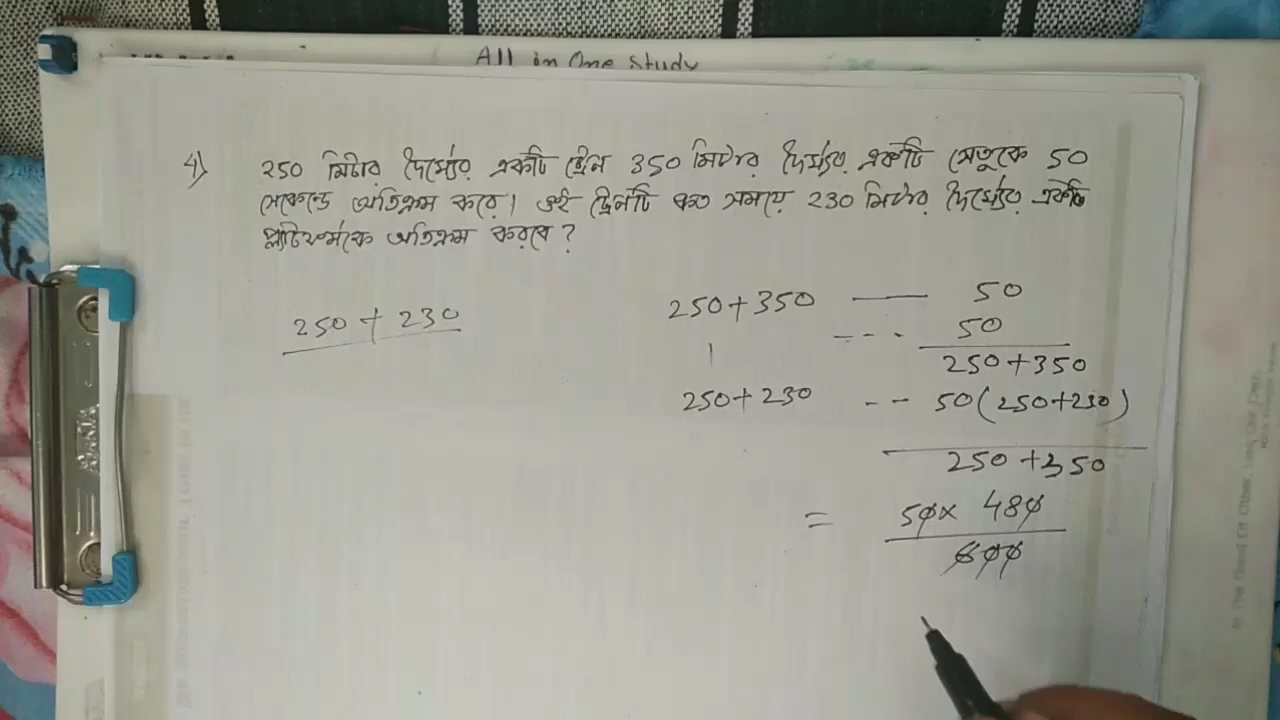 All in One Study
4) 250 মিটার দৈর্ঘ্যের একটি ট্রেন 350 মিটার দৈর্ঘ্যের একটি সেতুকে 50
সেকেন্ডে অতিক্রম করে। ওই ট্রেনটি কত সময়ে 230 মিটার দৈর্ঘ্যের একটি
প্ল্যাটফর্মকে অতিক্রম করবে?
250 + 230
250+350 —— 50
1 --- 50
250+350
250+230 -- 50(250+230)
250+350
= 50x 480
600